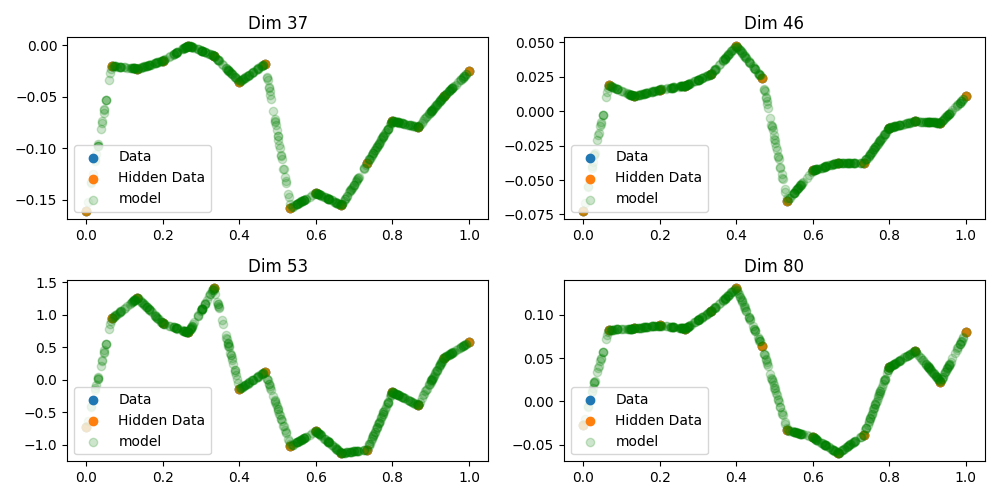 Dim 37
0.00
−0.05
−0.10
−0.15
Data
Hidden Data
model
0.0 0.2 0.4 0.6 0.8 1.0
Dim 46
0.050
0.025
0.000
−0.025
−0.050
−0.075
Data
Hidden Data
model
0.0 0.2 0.4 0.6 0.8 1.0
Dim 53
1.5
1.0
0.5
0.0
−0.5
−1.0
Data
Hidden Data
model
0.0 0.2 0.4 0.6 0.8 1.0
Dim 80
0.10
0.05
0.00
−0.05
Data
Hidden Data
model
0.0 0.2 0.4 0.6 0.8 1.0